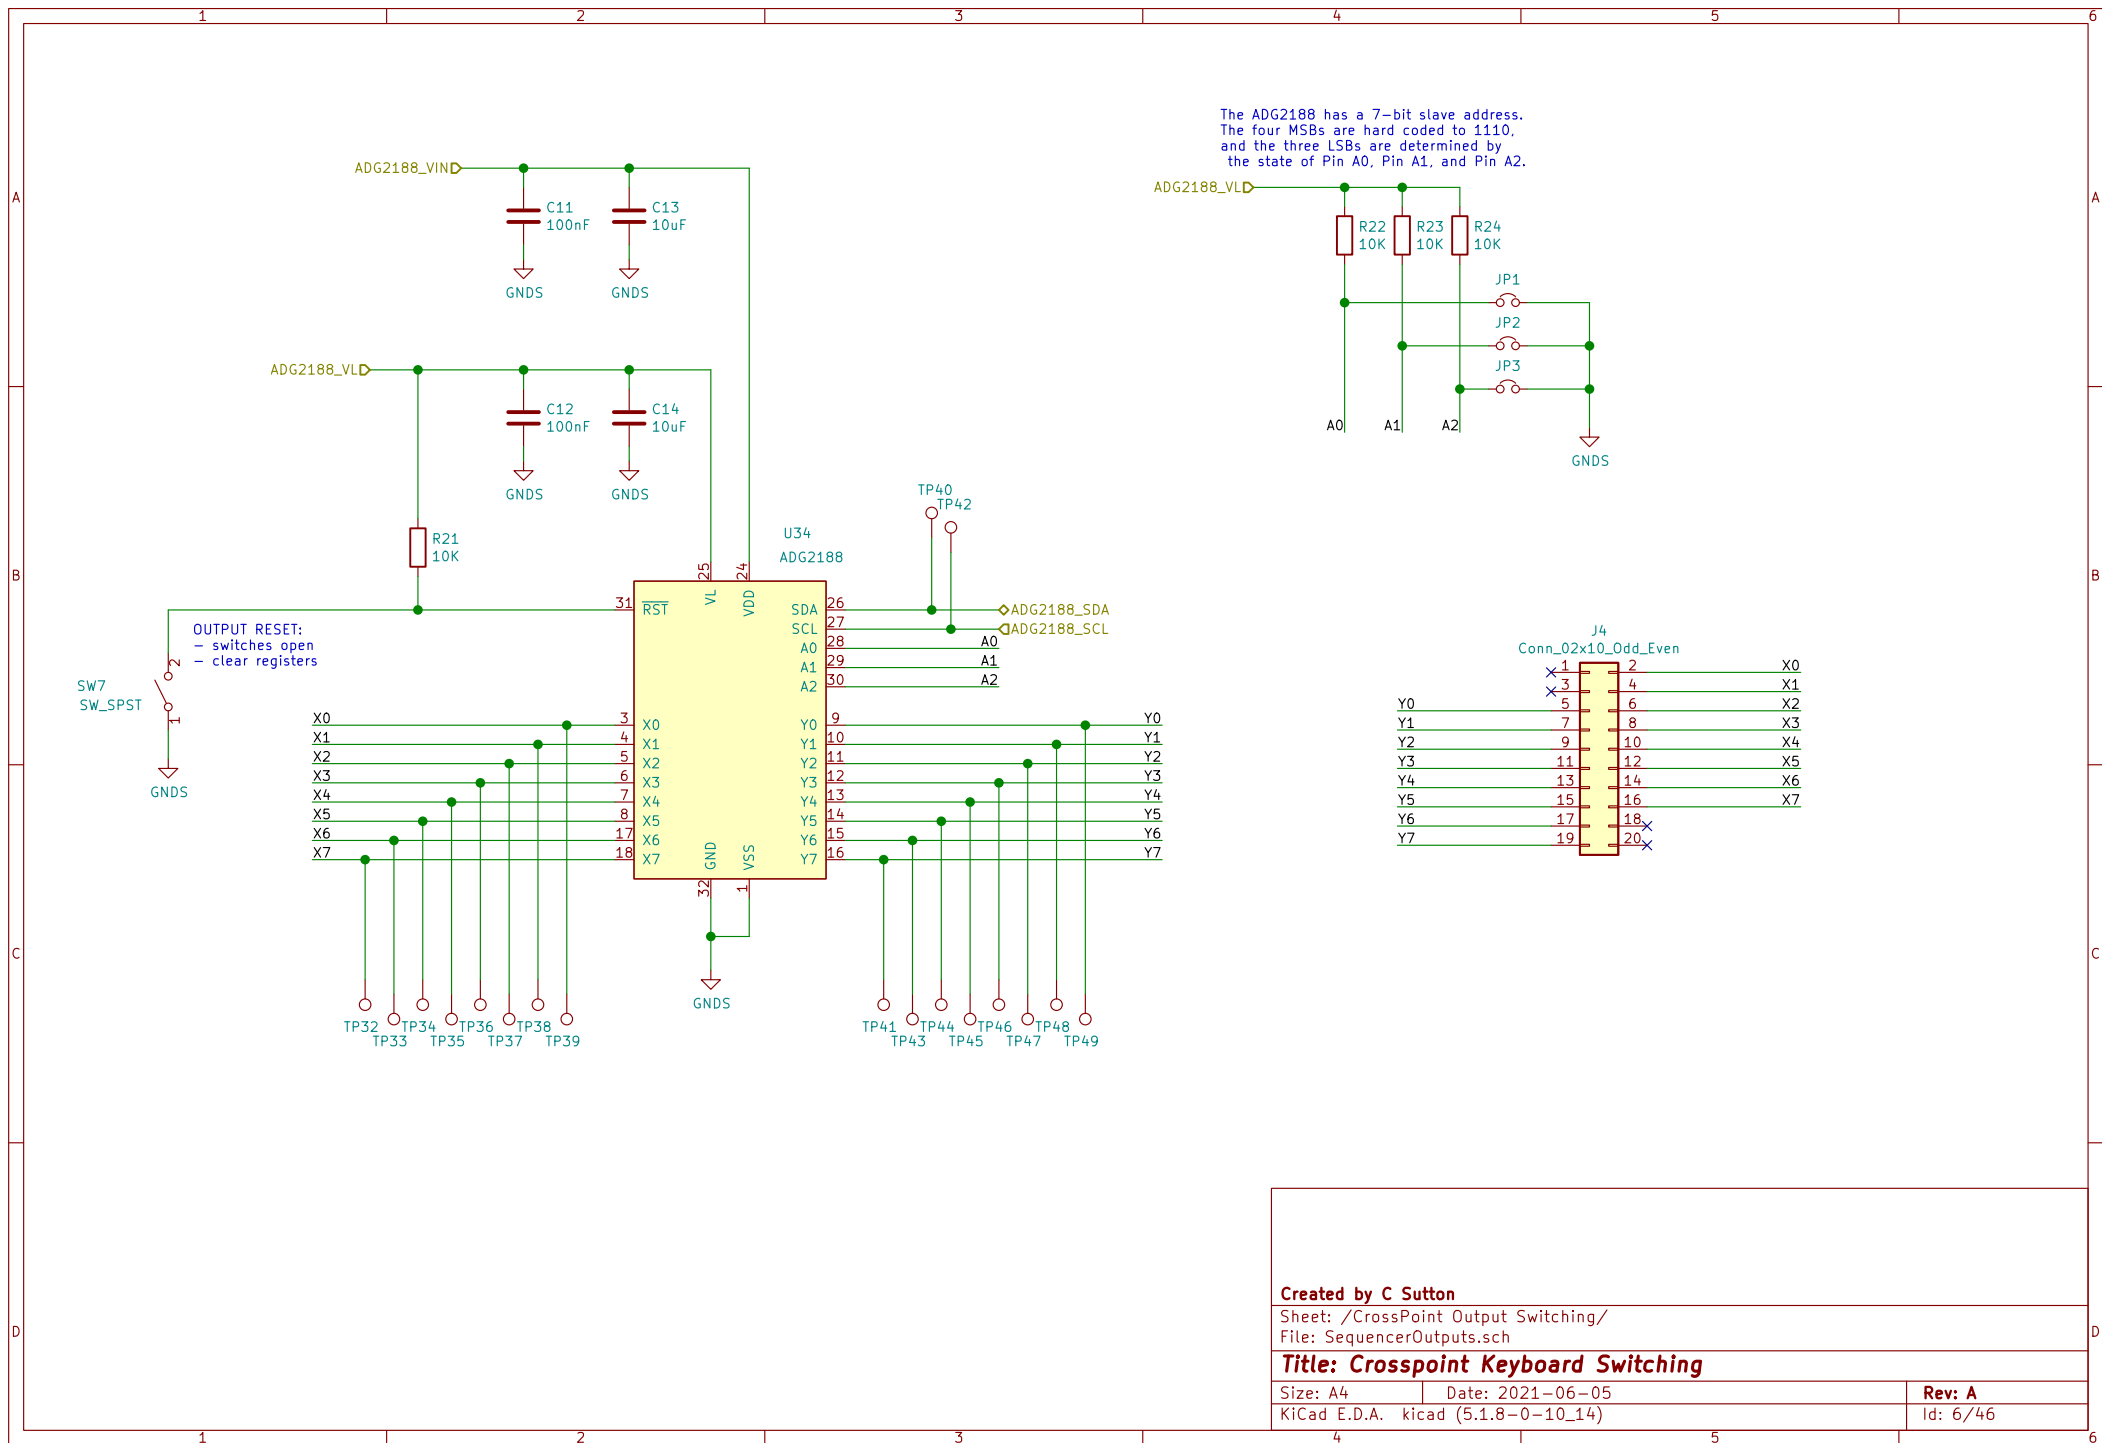 1 2 3 4 5 6
A
B
C
D
The ADG2188 has a 7-bit slave address.
The four MSBs are hard coded to 1110,
and the three LSBs are determined by
the state of Pin A0, Pin A1, and Pin A2.
ADG2188_VIN
C11
100nF
GNDS
C13
10uF
GNDS
ADG2188_VL
C12
100nF
GNDS
C14
10uF
GNDS
R21
10K
OUTPUT RESET:
- switches open
- clear registers
SW7
SW_SPST
2
1
GNDS
ADG2188_VL
R22
10K
R23
10K
R24
10K
JP1
JP2
JP3
A0 A1 A2
GNDS
TP40
TP42
U34
ADG2188
25 24
VL VDD
31 RST SDA 26 ADG2188_SDA
SCL 27 ADG2188_SCL
A0 28 A0
A1 29 A1
A2 30 A2
X0 3 X0 Y0 9 Y0
X1 4 X1 Y1 10 Y1
X2 5 X2 Y2 11 Y2
X3 6 X3 Y3 12 Y3
X4 7 X4 Y4 13 Y4
X5 8 X5 Y5 14 Y5
X6 17 X6 Y6 15 Y6
X7 18 X7 Y7 16 Y7
GND VSS
32 1
GNDS
TP32 TP34 TP36 TP38
TP33 TP35 TP37 TP39
TP41 TP44 TP46 TP48
TP43 TP45 TP47 TP49
J4
Conn_02x10_Odd_Even
1 2 X0
3 4 X1
Y0 5 6 X2
Y1 7 8 X3
Y2 9 10 X4
Y3 11 12 X5
Y4 13 14 X6
Y5 15 16 X7
Y6 17 18
Y7 19 20
Created by C Sutton
Sheet: /CrossPoint Output Switching/
File: SequencerOutputs.sch
Title: Crosspoint Keyboard Switching
Size: A4 Date: 2021-06-05 Rev: A
KiCad E.D.A. kicad (5.1.8-0-10_14) Id: 6/46
A
B
C
D
1 2 3 4 5 6